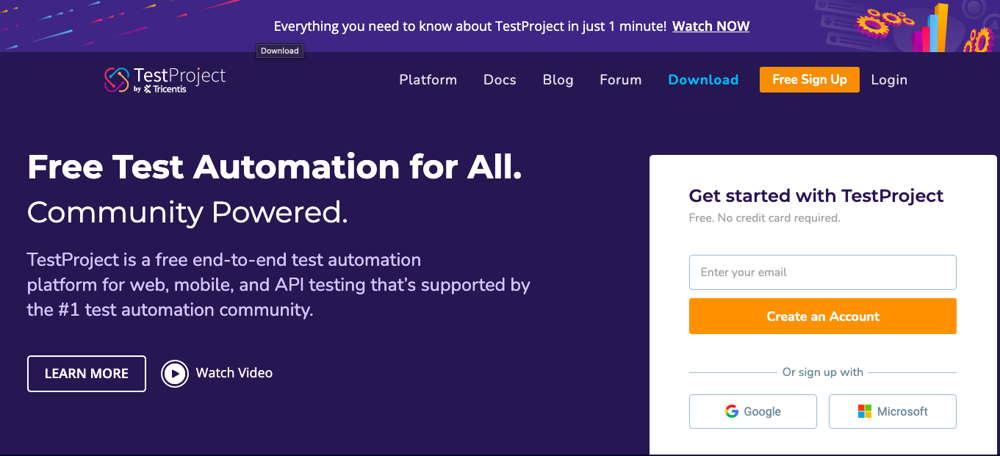 Everything you need to know about TestProject in just 1 minute! Watch NOW
Download
TestProject
by Tricentis
Platform Docs Blog Forum Download Free Sign Up Login
Free Test Automation for All.
Community Powered.
TestProject is a free end-to-end test automation
platform for web, mobile, and API testing that’s supported by
the #1 test automation community.
LEARN MORE
Watch Video
Get started with TestProject
Free. No credit card required.
Enter your email
Create an Account
Or sign up with
Google
Microsoft